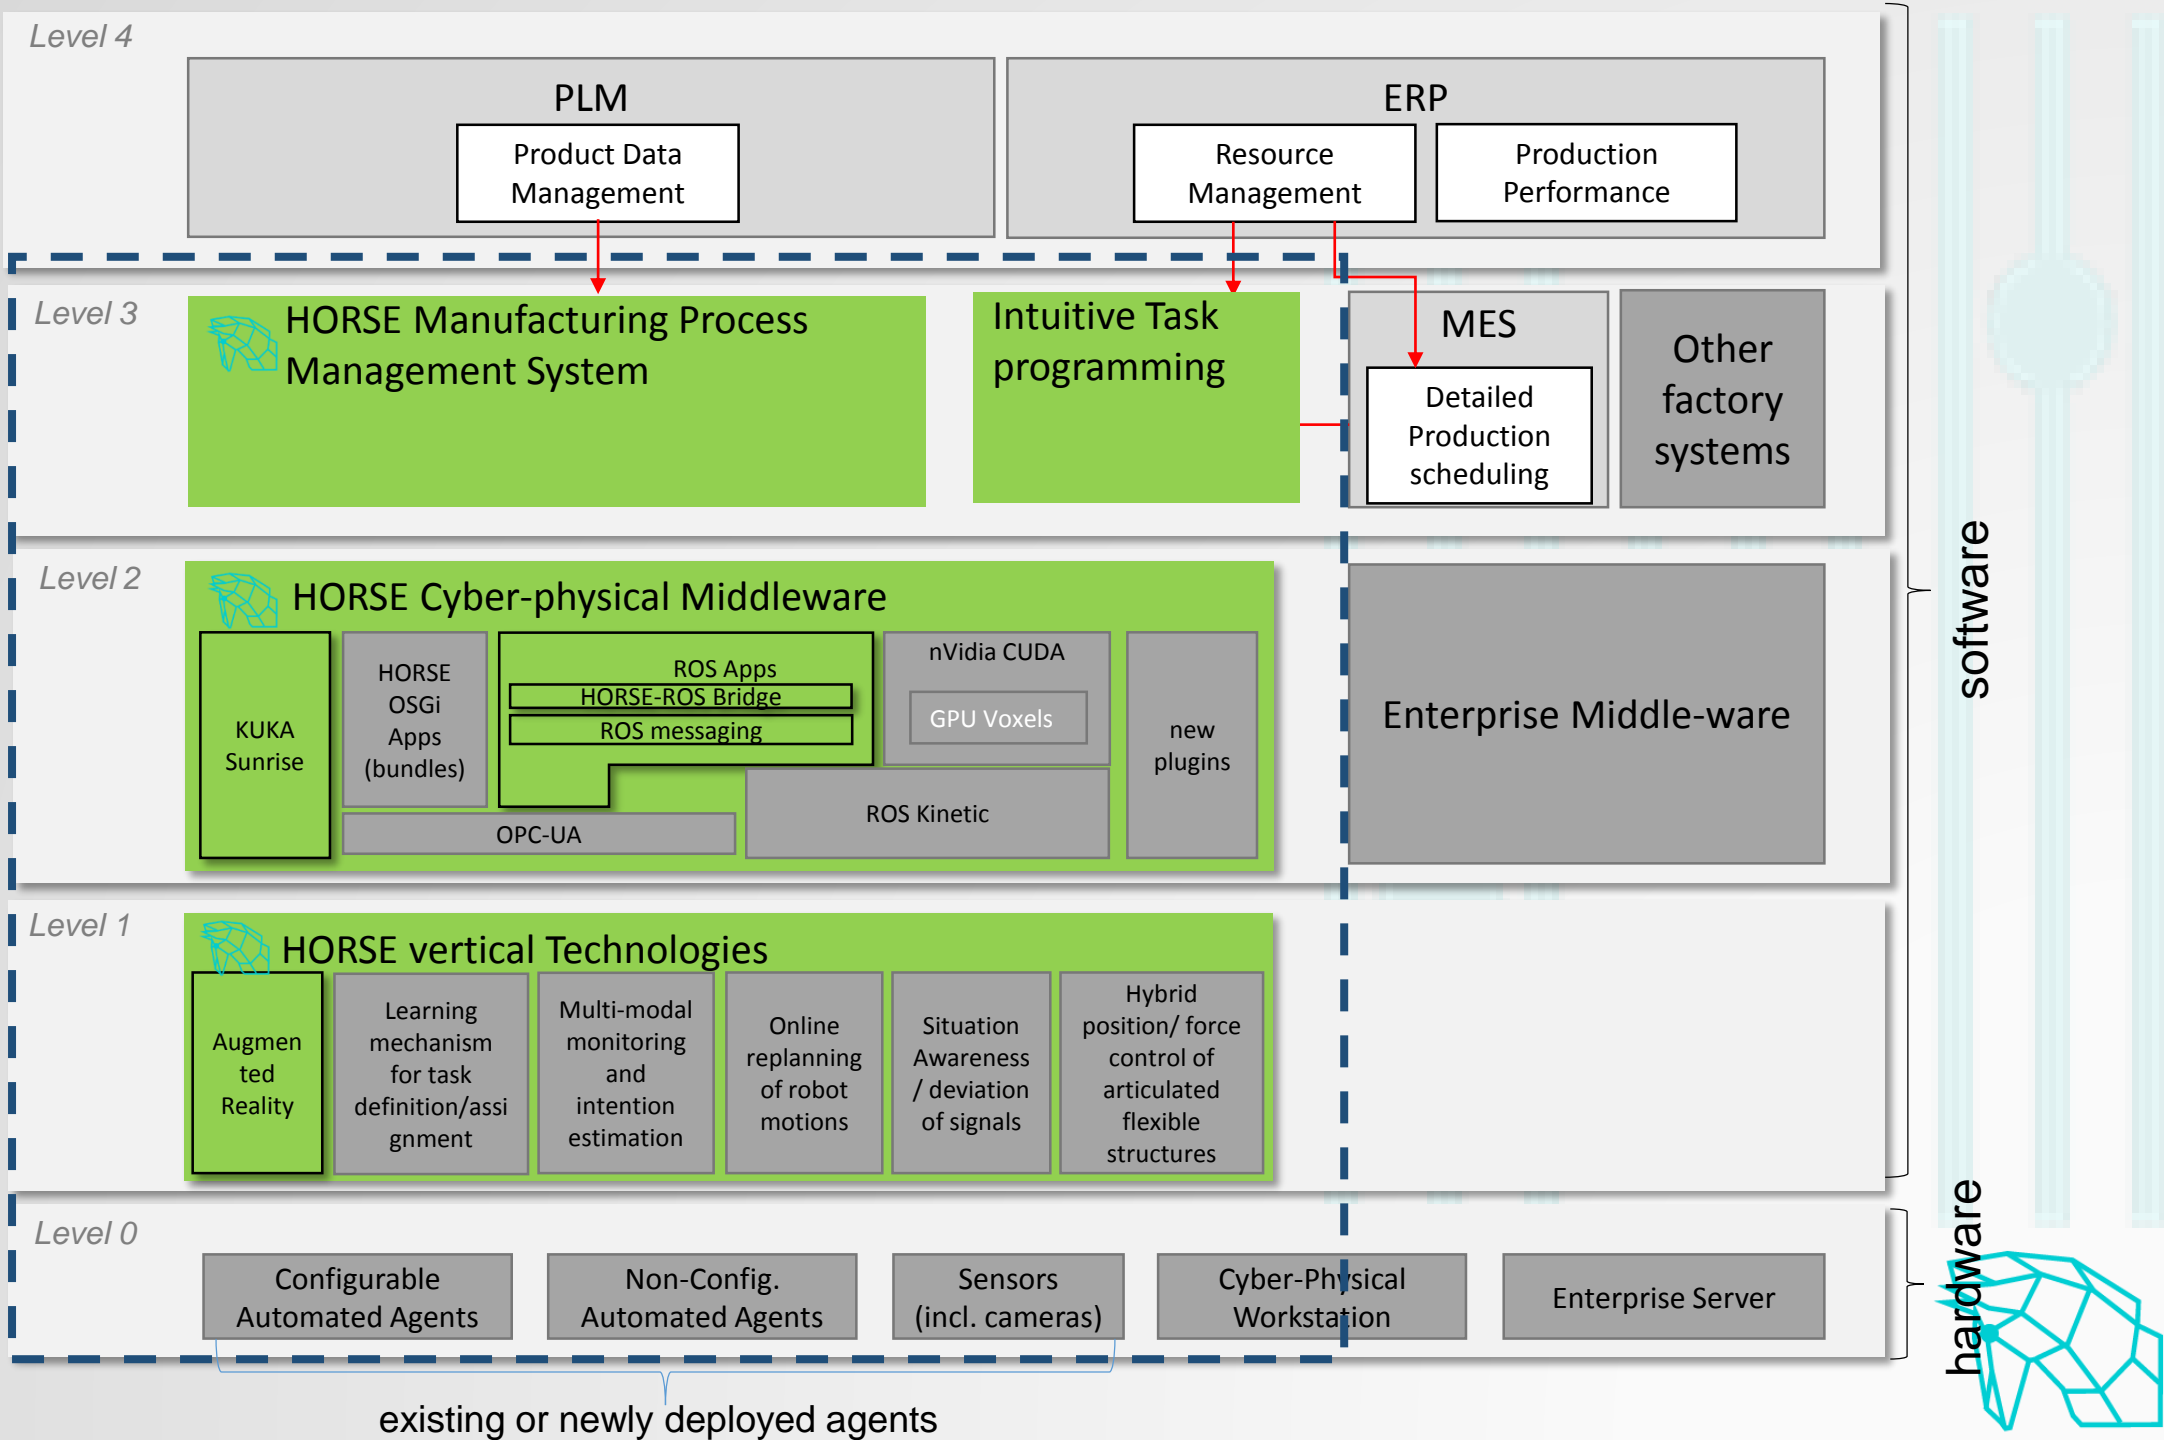 Level 4
PLM
Product Data
Management
ERP
Resource
Management
Production
Performance
Level 3
HORSE Manufacturing Process
Management System
Intuitive Task
programming
MES
Detailed
Production
scheduling
Other
factory
systems
Level 2
HORSE Cyber-physical Middleware
KUKA
Sunrise
HORSE
OSGi
Apps
(bundles)
ROS Apps
HORSE-ROS Bridge
ROS messaging
nVidia CUDA
GPU Voxels
new
plugins
OPC-UA
ROS Kinetic
Enterprise Middle-ware
software
Level 1
HORSE vertical Technologies
Augmen
ted
Reality
Learning
mechanism
for task
definition/assi
gnment
Multi-modal
monitoring
and
intention
estimation
Online
replanning
of robot
motions
Situation
Awareness
/ deviation
of signals
Hybrid
position/ force
control of
articulated
flexible
structures
Level 0
Configurable
Automated Agents
Non-Config.
Automated Agents
Sensors
(incl. cameras)
Cyber-Physical
Workstation
Enterprise Server
hardware
existing or newly deployed agents